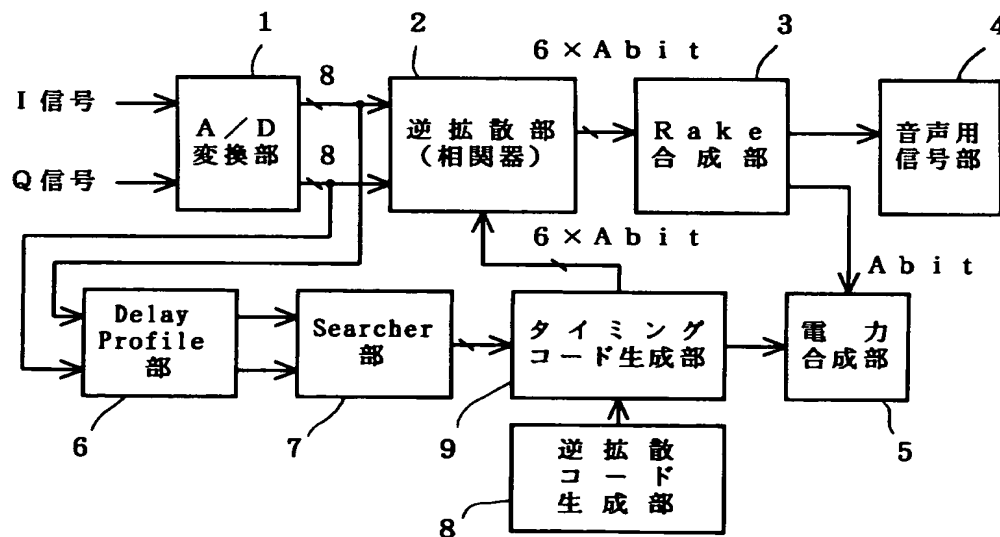 1
2
6×Abit
3
4
I信号
8
A／D
変換部
逆拡散部
(相関器)
Rake
合成部
音声用
信号部
Q信号
8
6×Abit
Abit
Delay
Profile
部
Searcher
部
タイミング
コード生成部
電力
合成部
6
7
9
5
逆拡散
コード
生成部
8